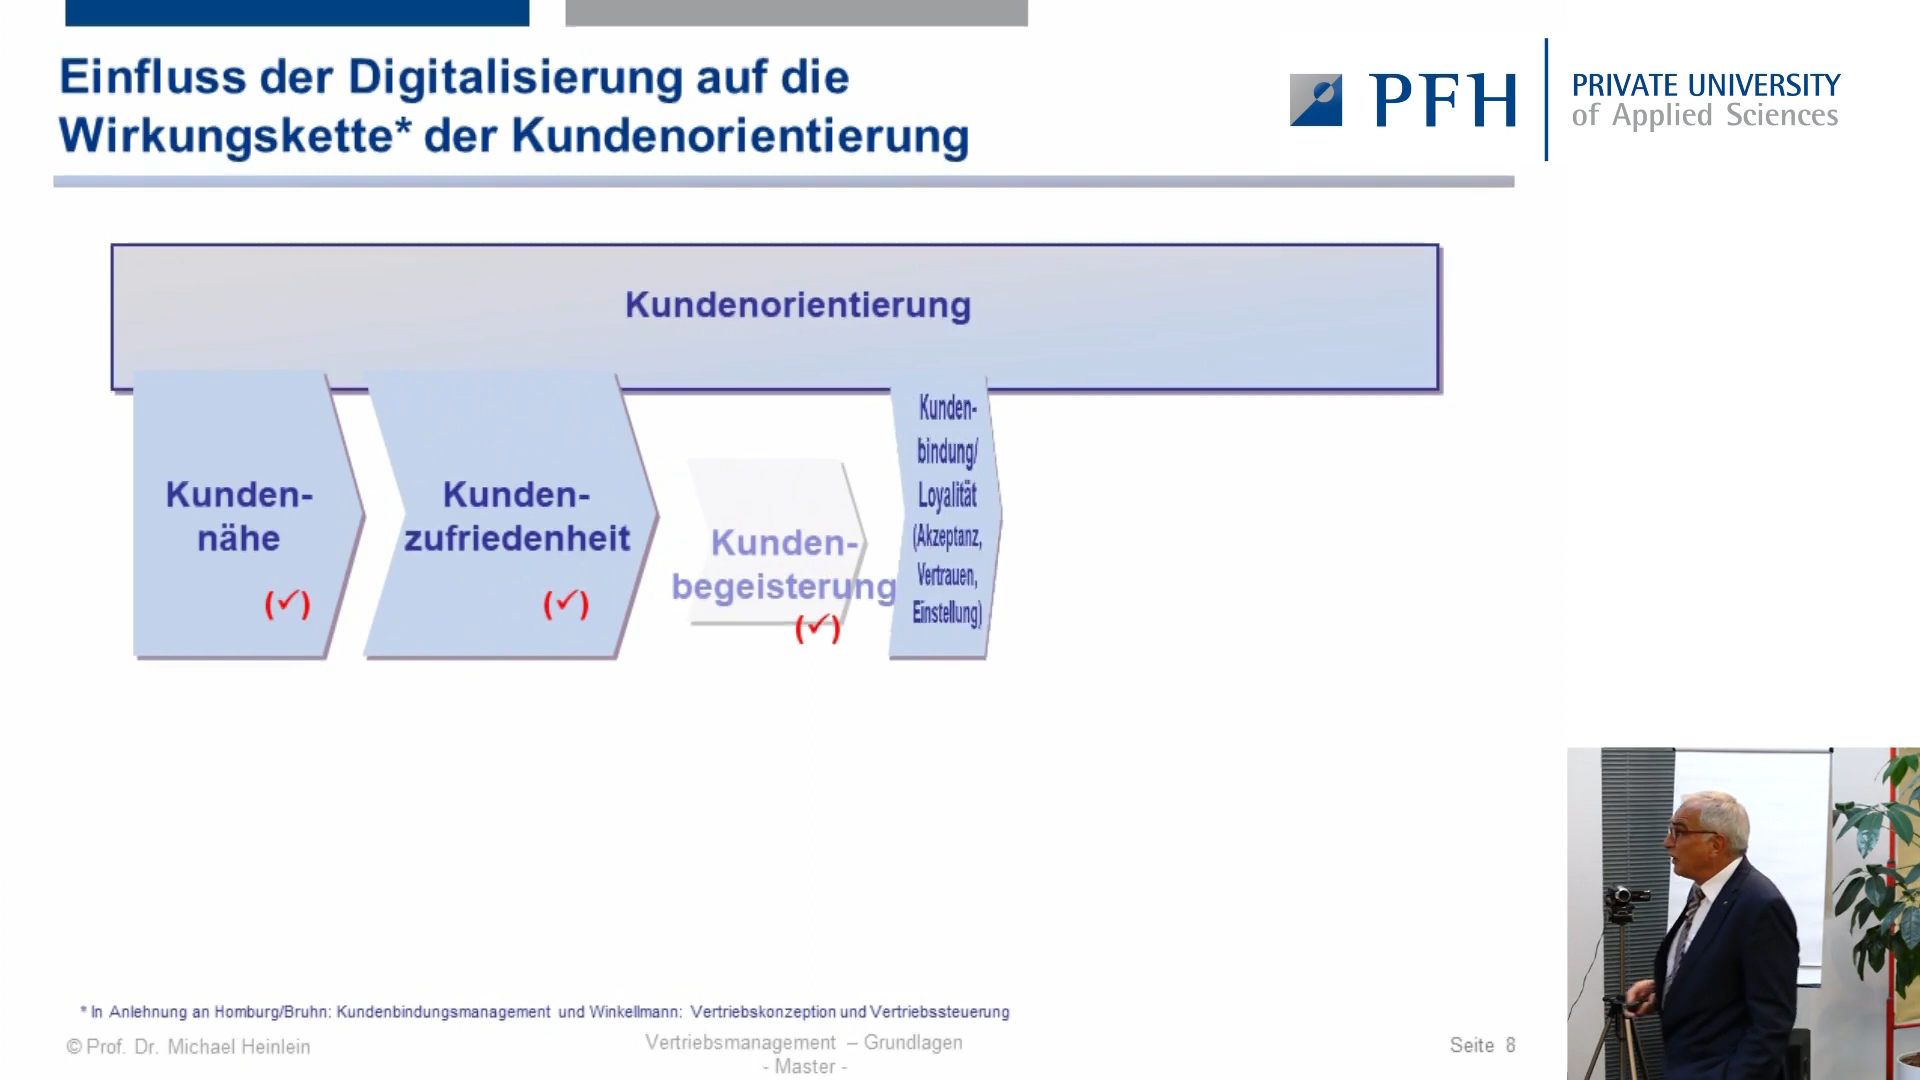 Einfluss der Digitalisierung auf die
Wirkungskette* der Kundenorientierung
PFH
PRIVATE UNIVERSITY
of Applied Sciences
Kundenorientierung
Kunden-
nähe
(✓)
Kunden-
zufriedenheit
(✓)
Kunden-
begeisterung
(✓)
Kunden-
bindung/
Loyalität
(Akzeptanz,
Vertrauen,
Einstellung)
* In Anlehnung an Homburg/Bruhn: Kundenbindungsmanagement und Winkellmann: Vertriebskonzeption und Vertriebssteuerung
© Prof. Dr. Michael Heinlein
Vertriebsmanagement – Grundlagen
- Master -
Seite 8